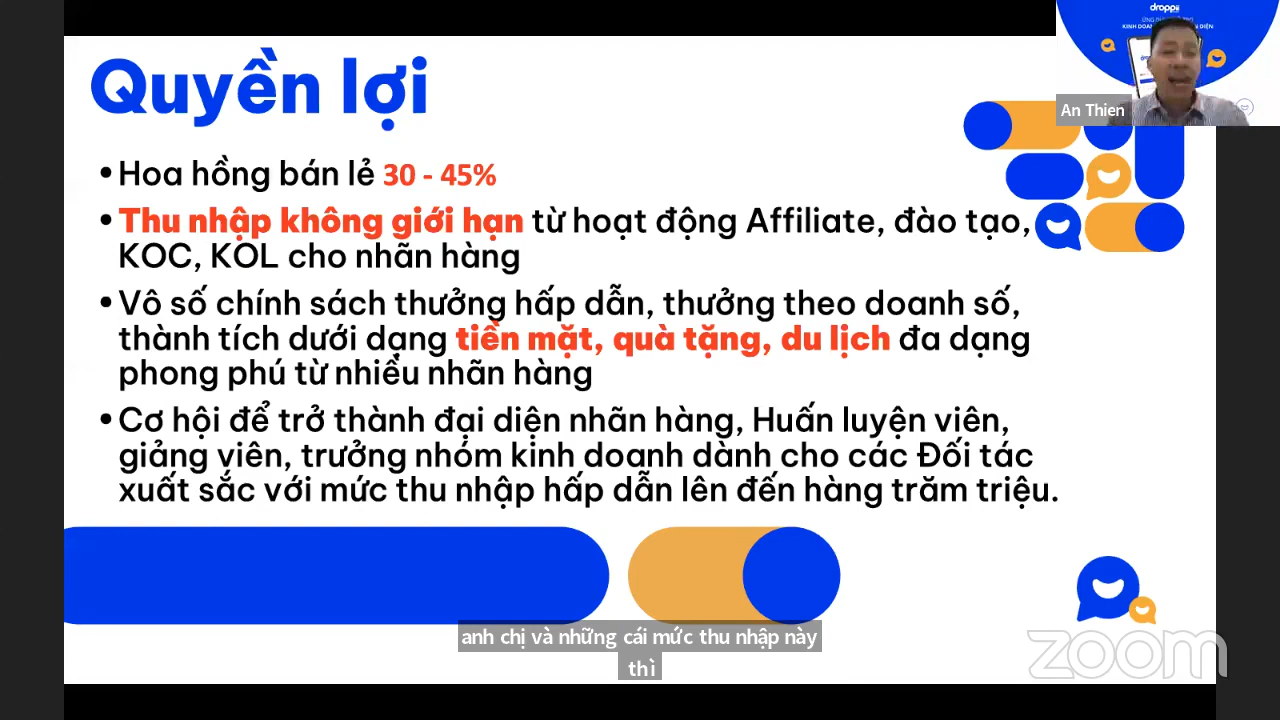 droppii
Quyền lợi
An Thien
• Hoa hồng bán lẻ 30 - 45%
• Thu nhập không giới hạn từ hoạt động Affiliate, đào tạo,
KOC, KOL cho nhãn hàng
• Vô số chính sách thưởng hấp dẫn, thưởng theo doanh số,
thành tích dưới dạng tiền mặt, quà tặng, du lịch đa dạng
phong phú từ nhiều nhãn hàng
• Cơ hội để trở thành đại diện nhãn hàng, Huấn luyện viên,
giảng viên, trưởng nhóm kinh doanh dành cho các Đối tác
xuất sắc với mức thu nhập hấp dẫn lên đến hàng trăm triệu.
anh chị và những cái mức thu nhập này
thì
zoom